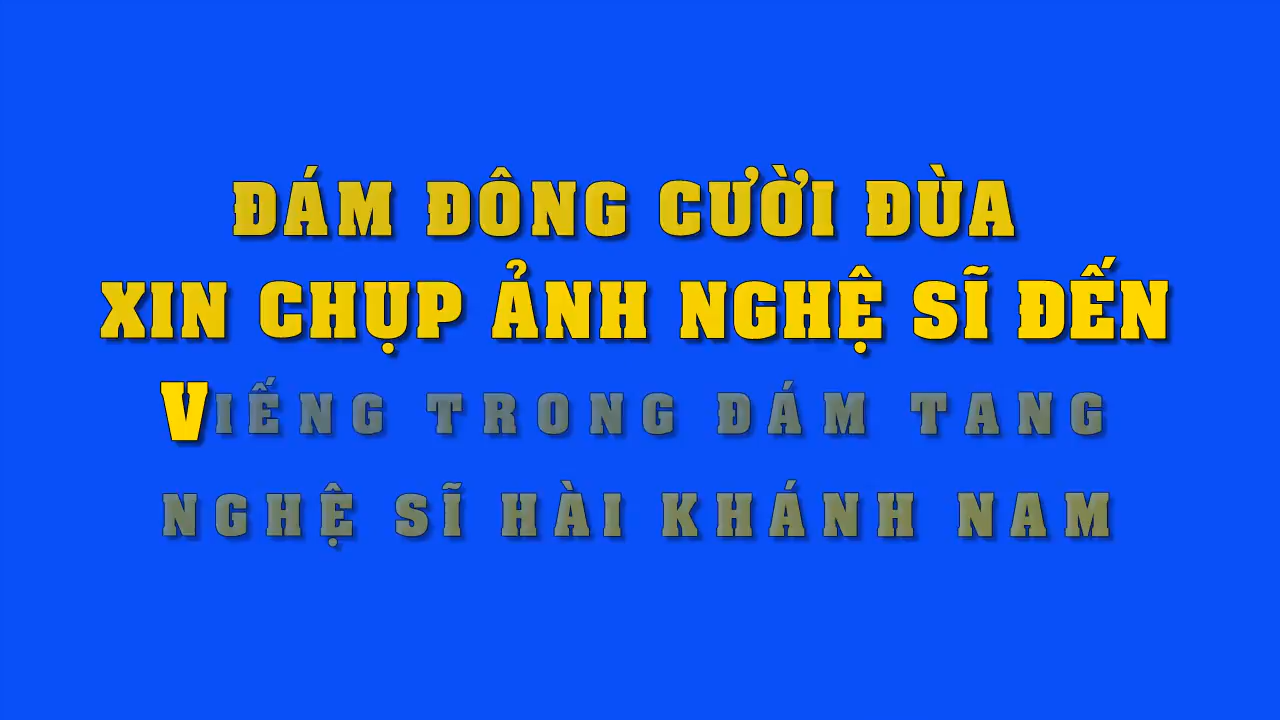 ĐÁM ĐÔNG CƯỜI ĐÙA
XIN CHỤP ẢNH NGHỆ SĨ ĐẾN
VIẾNG TRONG ĐÁM TANG
NGHỆ SĨ HÀI KHÁNH NAM